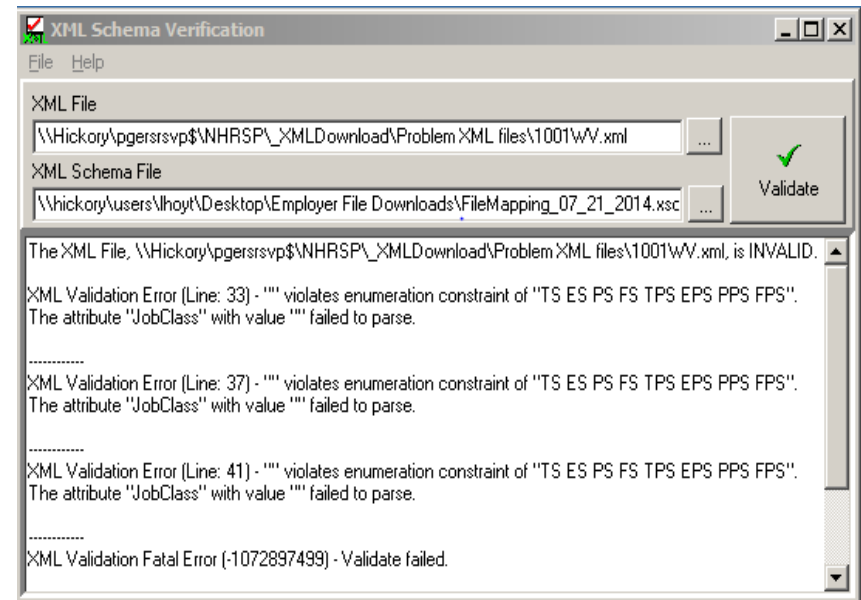 XML Schema Verification
File Help
XML File
\\Hickory\pgersrsvp$\NHRSP\_XMLDownload\Problem XML files\1001WV.xml
...
XML Schema File
\\hickory\users\lhoyt\Desktop\Employer File Downloads\FileMapping_07_21_2014.xsc
...
Validate
The XML File, \\Hickory\pgersrsvp$\NHRSP\_XMLDownload\Problem XML files\1001WV.xml, is INVALID.
XML Validation Error (Line: 33) - "" violates enumeration constraint of "TS ES PS FS TPS EPS PPS FPS".
The attribute "JobClass" with value "" failed to parse.
------------
XML Validation Error (Line: 37) - "" violates enumeration constraint of "TS ES PS FS TPS EPS PPS FPS".
The attribute "JobClass" with value "" failed to parse.
------------
XML Validation Error (Line: 41) - "" violates enumeration constraint of "TS ES PS FS TPS EPS PPS FPS".
The attribute "JobClass" with value "" failed to parse.
------------
XML Validation Fatal Error (-1072897499) - Validate failed.